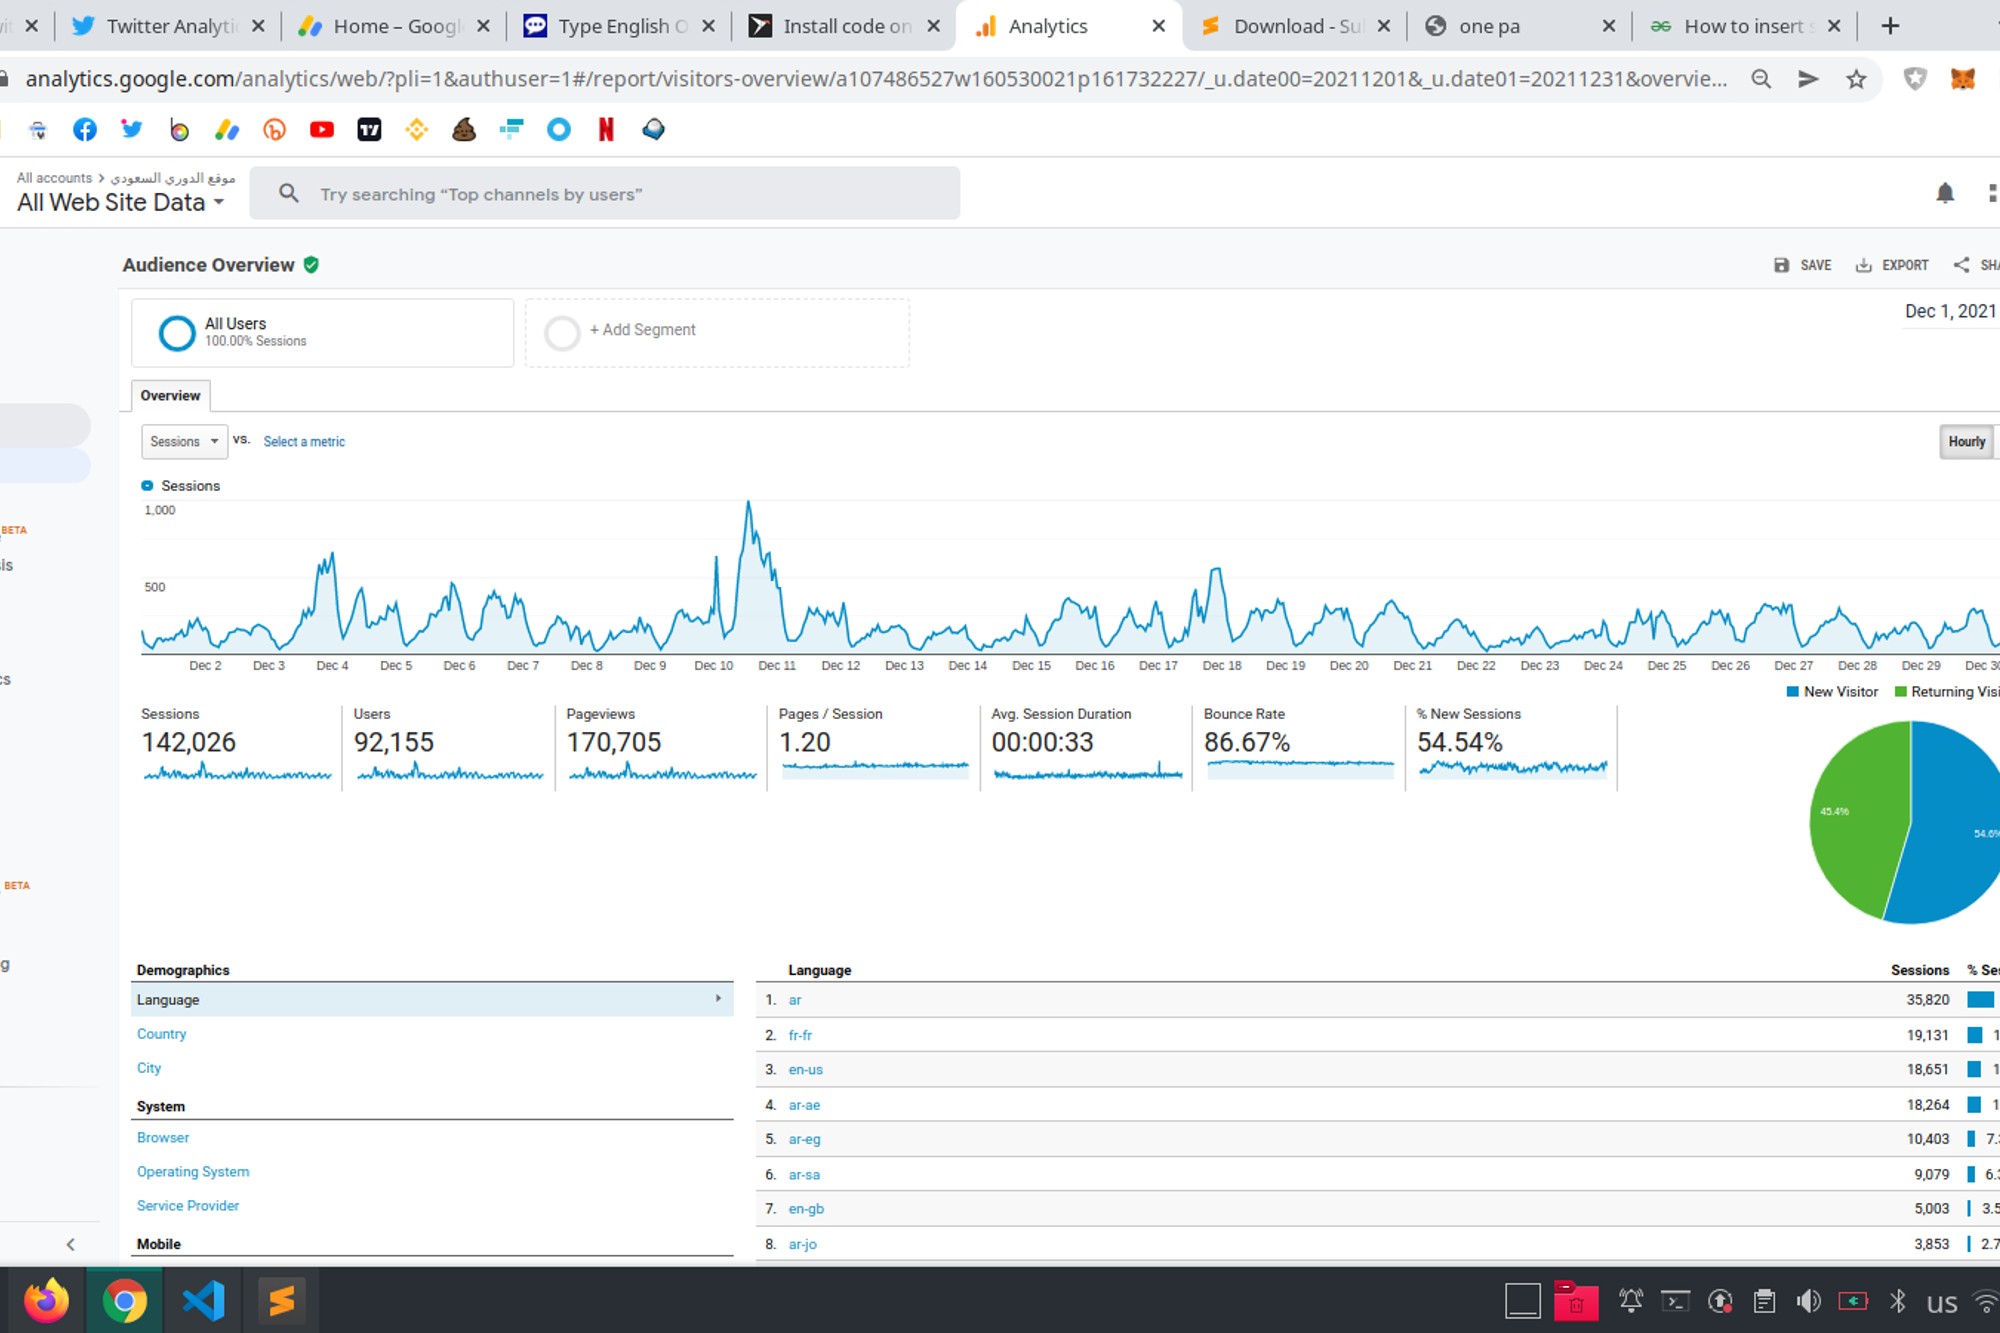 Twitter Analytic
Home – Googl
Type English O
Install code on
Analytics
Download - Su
one pa
How to insert s
analytics.google.com/analytics/web/?pli=1&authuser=1#/report/visitors-overview/a107486527w160530021p161732227/_u.date00=20211201&_u.date01=20211231&overvie...
All accounts > موقع الدوري السعودي
All Web Site Data
Try searching “Top channels by users”
Audience Overview
SAVE
EXPORT
SHA
All Users
100.00% Sessions
+ Add Segment
Dec 1, 2021
Overview
Sessions
VS.
Select a metric
Hourly
Sessions
1,000
500
BETA
sis
cs
BETA
g
Dec 2 Dec 3 Dec 4 Dec 5 Dec 6 Dec 7 Dec 8 Dec 9 Dec 10 Dec 11 Dec 12 Dec 13 Dec 14 Dec 15 Dec 16 Dec 17 Dec 18 Dec 19 Dec 20 Dec 21 Dec 22 Dec 23 Dec 24 Dec 25 Dec 26 Dec 27 Dec 28 Dec 29 Dec 30
New Visitor Returning Visi
Sessions
142,026
Users
92,155
Pageviews
170,705
Pages / Session
1.20
Avg. Session Duration
00:00:33
Bounce Rate
86.67%
% New Sessions
54.54%
45.4%
54.6%
Demographics
Language
Country
City
System
Browser
Operating System
Service Provider
Mobile
Language Sessions % Se
1. ar 35,820
2. fr-fr 19,131 1
3. en-us 18,651 1
4. ar-ae 18,264 1
5. ar-eg 10,403 7.
6. ar-sa 9,079 6.
7. en-gb 5,003 3.5
8. ar-jo 3,853 2.7
us